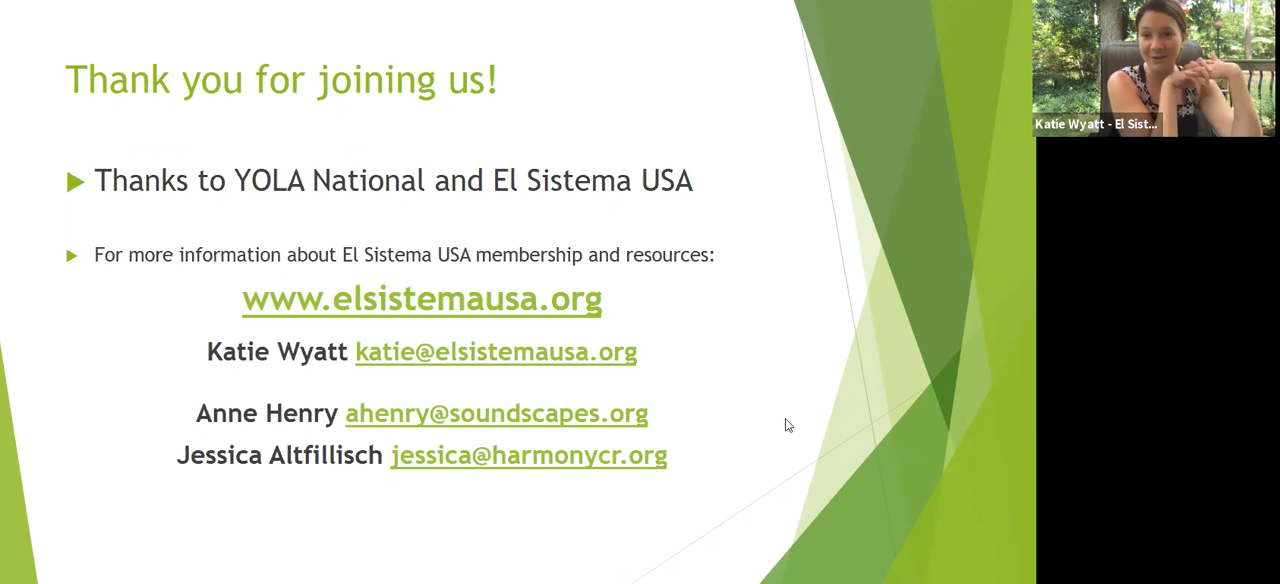 Thank you for joining us!
Thanks to YOLA National and El Sistema USA
For more information about El Sistema USA membership and resources:
www.elsistemausa.org
Katie Wyatt katie@elsistemausa.org
Anne Henry ahenry@soundscapes.org
Jessica Altfillisch jessica@harmonycr.org
Katie Wyatt - El Sist...